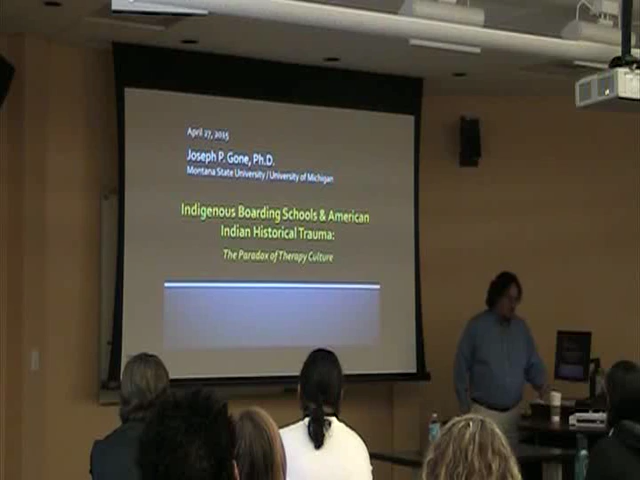 April 27, 2015
Joseph P. Gone, Ph.D.
Montana State University / University of Michigan
Indigenous Boarding Schools & American
Indian Historical Trauma:
The Paradox of Therapy Culture